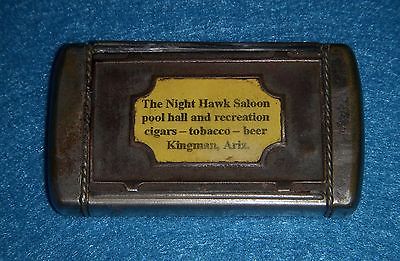 The Night Hawk Saloon
pool hall and recreation
cigars – tobacco – beer
Kingman, Ariz.